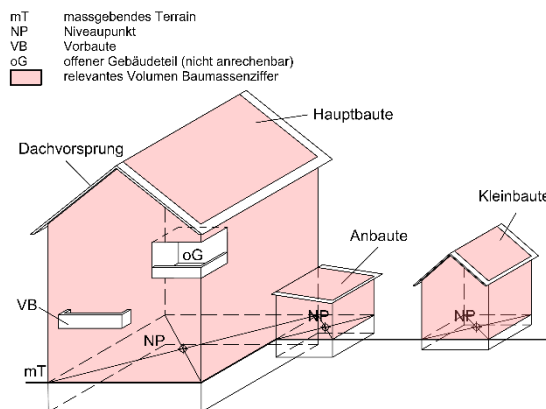 mT massgebendes Terrain
NP Niveaupunkt
VB Vorbaute
oG offener Gebäudeteil (nicht anrechenbar)
relevantes Volumen Baumassenziffer
Hauptbaute
Dachvorsprung
Kleinbaute
Anbaute
oG
VB
NP
NP
NP
mT